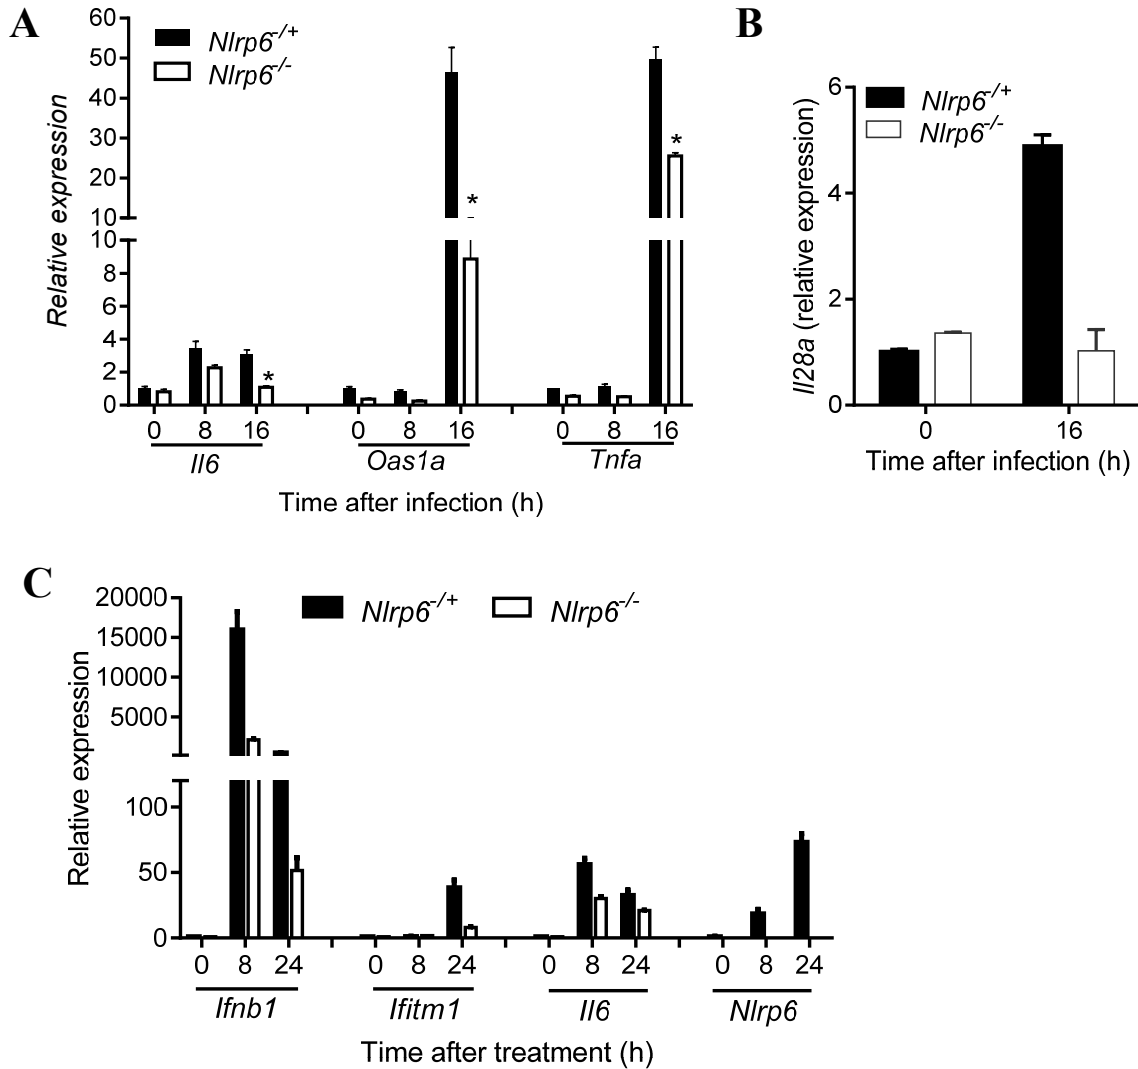 A
Relative expression
60
50
40
30
20
10
10
8
6
4
2
0
Nlrp6-/+
Nlrp6-/-
*
*
*
0 8 16 0 8 16 0 8 16
Il6 Oas1a Tnfa
Time after infection (h)
B
Il28a (relative expression)
6
4
2
0
Nlrp6-/+
Nlrp6-/-
0 16
Time after infection (h)
C
Relative expression
20000
15000
10000
5000
100
50
0
Nlrp6-/+ Nlrp6-/-
0 8 24 0 8 24 0 8 24 0 8 24
Ifnb1 Ifitm1 Il6 Nlrp6
Time after treatment (h)